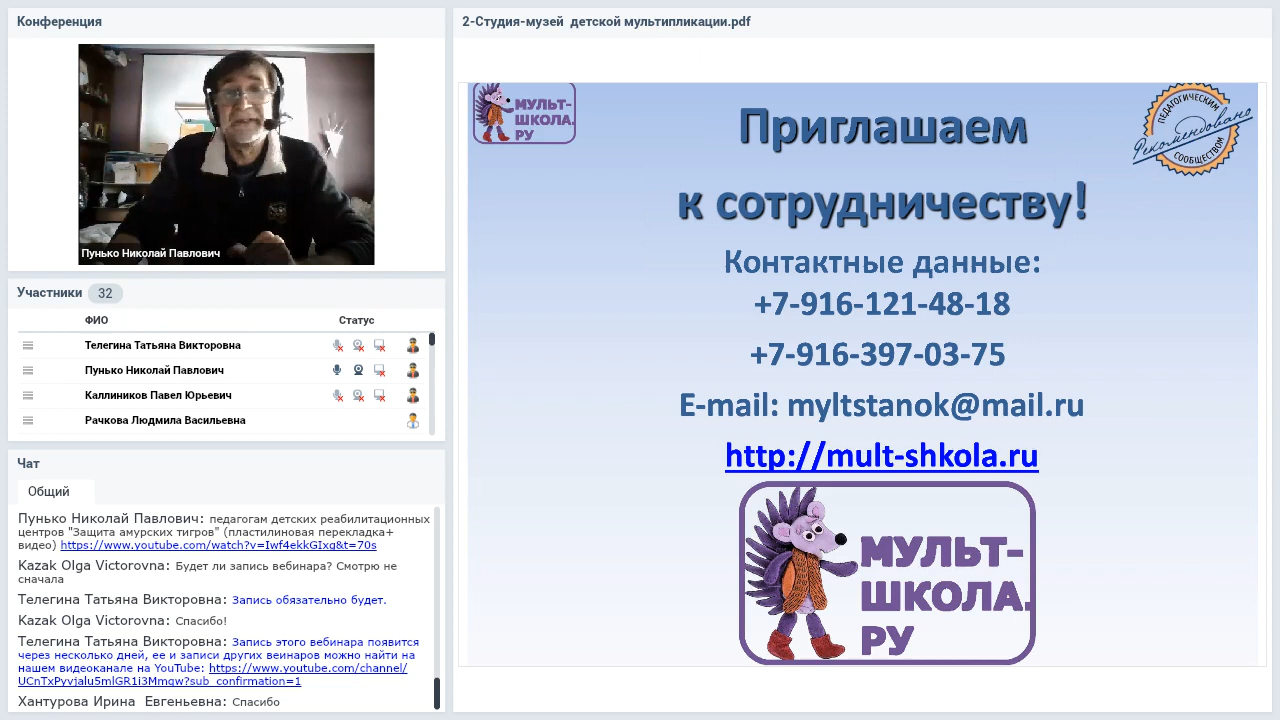 Конференция
Пунько Николай Павлович
Участники 32
ФИО Статус
Телегина Татьяна Викторовна
Пунько Николай Павлович
Каллиников Павел Юрьевич
Рачкова Людмила Васильевна
Чат
Общий
Пунько Николай Павлович: педагогам детских реабилитационных
центров "Защита амурских тигров" (пластилиновая перекладка+
видео) https://www.youtube.com/watch?v=Iwf4ekkGIxg&t=70s
Kazak Olga Victorovna: Будет ли запись вебинара? Смотрю не
сначала
Телегина Татьяна Викторовна: Запись обязательно будет.
Kazak Olga Victorovna: Спасибо!
Телегина Татьяна Викторовна: Запись этого вебинара появится
через несколько дней, ее и записи других веинаров можно найти на
нашем видеоканале на YouTube: https://www.youtube.com/channel/
UCnTxPyvjalu5mlGR1i3Mmqw?sub_confirmation=1
Хантурова Ирина Евгеньевна: Спасибо
2-Студия-музей детской мультипликации.pdf
МУЛЬТ-
ШКОЛА.
РУ
ПЕДАГОГИЧЕСКИМ
Рекомендовано
СООБЩЕСТВОМ
Приглашаем
к сотрудничеству!
Контактные данные:
+7-916-121-48-18
+7-916-397-03-75
E-mail: myltstanok@mail.ru
http://mult-shkola.ru
МУЛЬТ-
ШКОЛА.
РУ